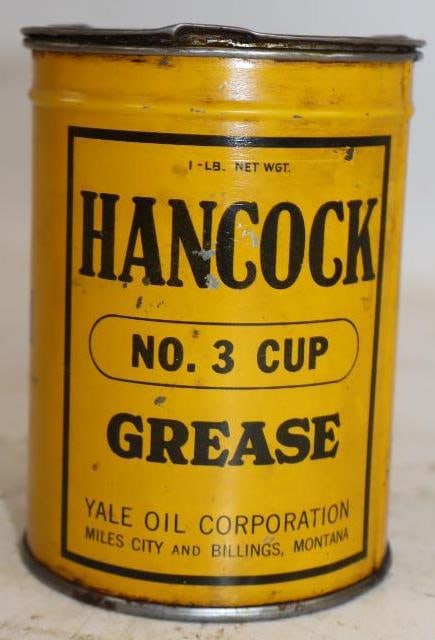 1-LB. NET WGT.
HANCOCK
NO. 3 CUP
GREASE
YALE OIL CORPORATION
MILES CITY AND BILLINGS, MONTANA